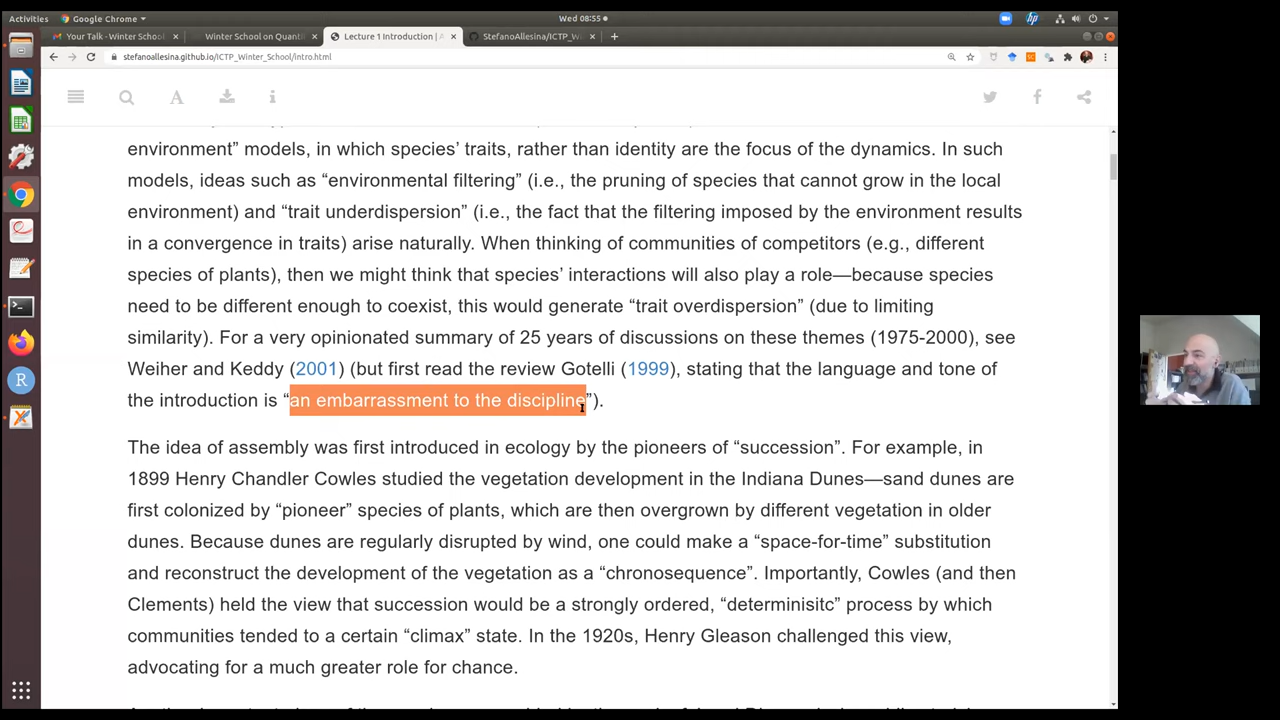 Activities
Google Chrome
Wed 08:55
Your Talk - Winter School
Winter School on Quanti
Lecture 1 Introduction | A
StefanoAllesina/ICTP_Wi
stefanoallesina.github.io/ICTP_Winter_School/intro.html
environment” models, in which species’ traits, rather than identity are the focus of the dynamics. In such
models, ideas such as “environmental filtering” (i.e., the pruning of species that cannot grow in the local
environment) and “trait underdispersion” (i.e., the fact that the filtering imposed by the environment results
in a convergence in traits) arise naturally. When thinking of communities of competitors (e.g., different
species of plants), then we might think that species’ interactions will also play a role—because species
need to be different enough to coexist, this would generate “trait overdispersion” (due to limiting
similarity). For a very opinionated summary of 25 years of discussions on these themes (1975-2000), see
Weiher and Keddy (2001) (but first read the review Gotelli (1999), stating that the language and tone of
the introduction is “an embarrassment to the discipline”).
The idea of assembly was first introduced in ecology by the pioneers of “succession”. For example, in
1899 Henry Chandler Cowles studied the vegetation development in the Indiana Dunes—sand dunes are
first colonized by “pioneer” species of plants, which are then overgrown by different vegetation in older
dunes. Because dunes are regularly disrupted by wind, one could make a “space-for-time” substitution
and reconstruct the development of the vegetation as a “chronosequence”. Importantly, Cowles (and then
Clements) held the view that succession would be a strongly ordered, “determinisitc” process by which
communities tended to a certain “climax” state. In the 1920s, Henry Gleason challenged this view,
advocating for a much greater role for chance.